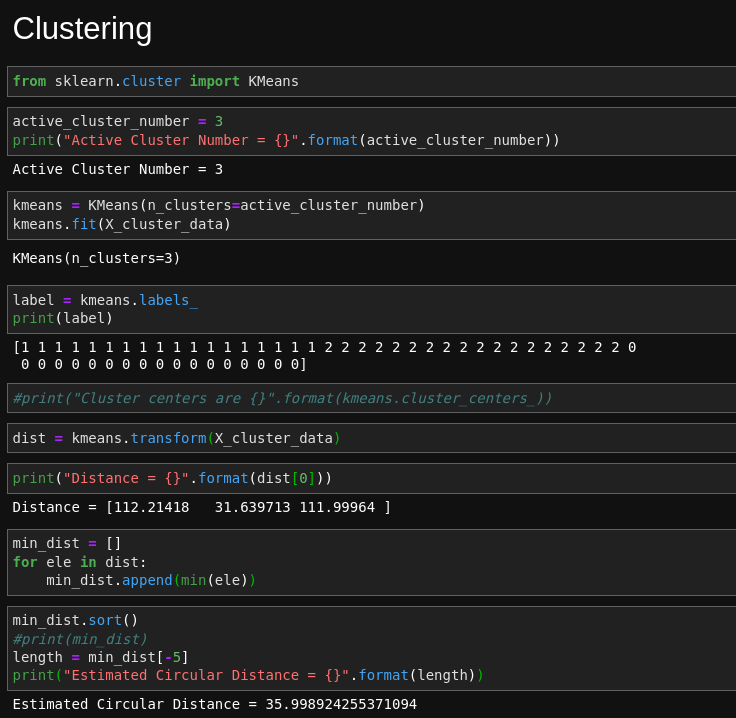 Clustering
from sklearn.cluster import KMeans
active_cluster_number = 3
print("Active Cluster Number = {}".format(active_cluster_number))
Active Cluster Number = 3
kmeans = KMeans(n_clusters=active_cluster_number)
kmeans.fit(X_cluster_data)
KMeans(n_clusters=3)
label = kmeans.labels_
print(label)
[1 1 1 1 1 1 1 1 1 1 1 1 1 1 1 1 1 1 2 2 2 2 2 2 2 2 2 2 2 2 2 2 2 2 2 2 0
 0 0 0 0 0 0 0 0 0 0 0 0 0 0 0 0 0]
#print("Cluster centers are {}".format(kmeans.cluster_centers_))
dist = kmeans.transform(X_cluster_data)
print("Distance = {}".format(dist[0]))
Distance = [112.21418   31.639713 111.99964 ]
min_dist = []
for ele in dist:
    min_dist.append(min(ele))
min_dist.sort()
#print(min_dist)
length = min_dist[-5]
print("Estimated Circular Distance = {}".format(length))
Estimated Circular Distance = 35.998924255371094